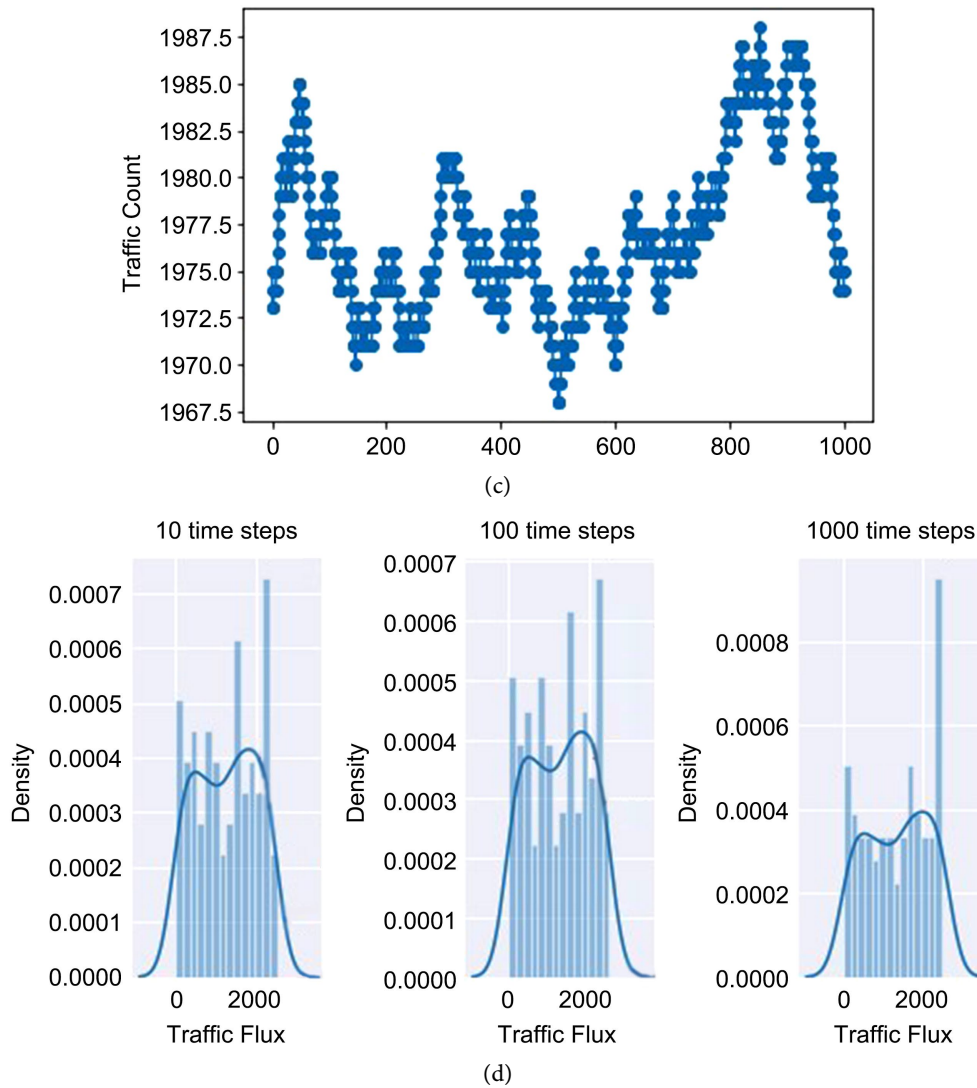 Traffic Count
1987.5
1985.0
1982.5
1980.0
1977.5
1975.0
1972.5
1970.0
1967.5
0 200 400 600 800 1000
(c)
10 time steps
Density
0.0007
0.0006
0.0005
0.0004
0.0003
0.0002
0.0001
0.0000
0 2000
Traffic Flux
100 time steps
Density
0.0007
0.0006
0.0005
0.0004
0.0003
0.0002
0.0001
0.0000
0 2000
Traffic Flux
1000 time steps
Density
0.0008
0.0006
0.0004
0.0002
0.0000
0 2000
Traffic Flux
(d)